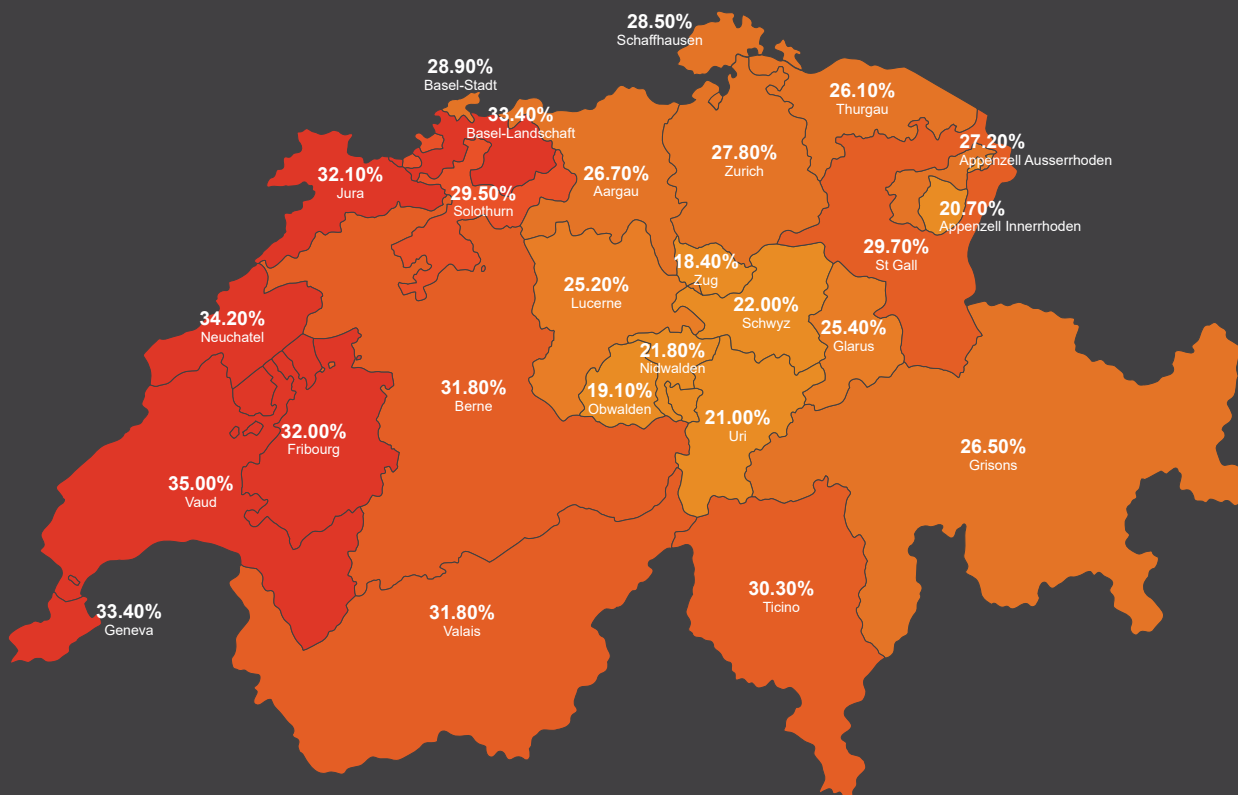 28.50%
Schaffhausen
28.90%
Basel-Stadt
33.40%
Basel-Landschaft
26.10%
Thurgau
27.20%
Appenzell Ausserrhoden
32.10%
Jura
29.50%
Solothurn
26.70%
Aargau
27.80%
Zurich
20.70%
Appenzell Innerrhoden
29.70%
St Gall
18.40%
Zug
25.20%
Lucerne
22.00%
Schwyz
34.20%
Neuchatel
25.40%
Glarus
21.80%
Nidwalden
31.80%
Berne
19.10%
Obwalden
21.00%
Uri
32.00%
Fribourg
26.50%
Grisons
35.00%
Vaud
33.40%
Geneva
31.80%
Valais
30.30%
Ticino